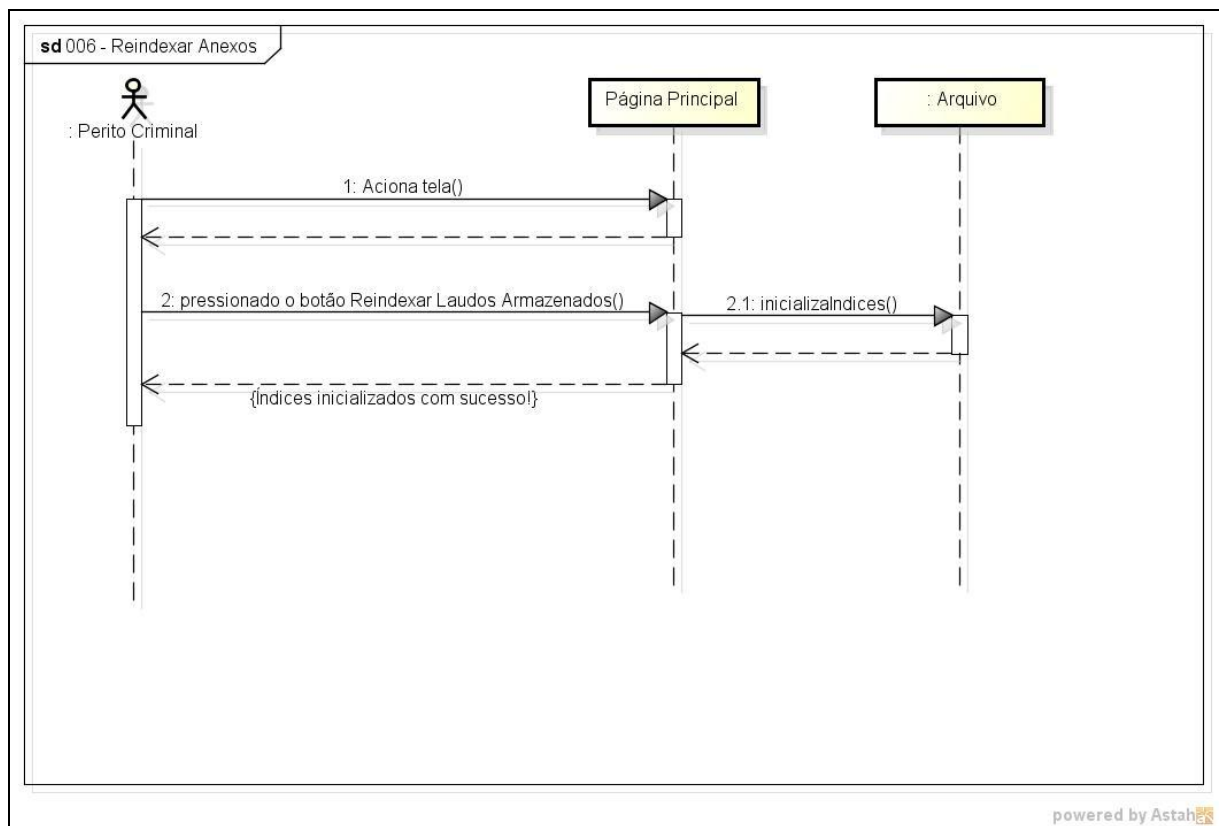 sd 006 - Reindexar Anexos
: Perito Criminal
Página Principal
: Arquivo
1: Aciona tela()
2: pressionado o botão Reindexar Laudos Armazenados()
2.1: inicializaIndices()
{Índices inicializados com sucesso!}
powered by Astah